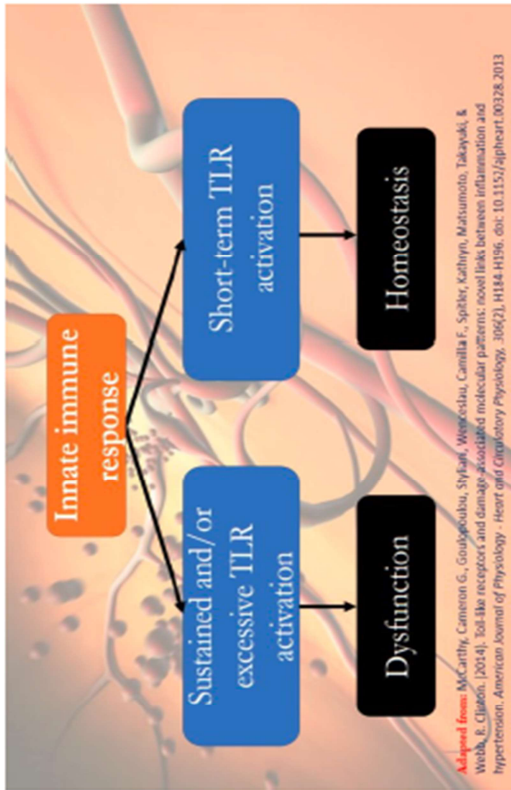 Innate immune
response
Sustained and/or
excessive TLR
activation
Short-term TLR
activation
Dysfunction
Homeostasis
Adapted from: McCarthy, Cameron G., Goulopoulou, Styliani, Wenceslau, Camilla F., Spitler, Kathryn, Matsumoto, Takayuki, &
Webb, R. Clinton. (2014). Toll-like receptors and damage-associated molecular patterns: novel links between inflammation and
hypertension. American Journal of Physiology - Heart and Circulatory Physiology, 306(2), H184-H196. doi: 10.1152/ajpheart.00328.2013